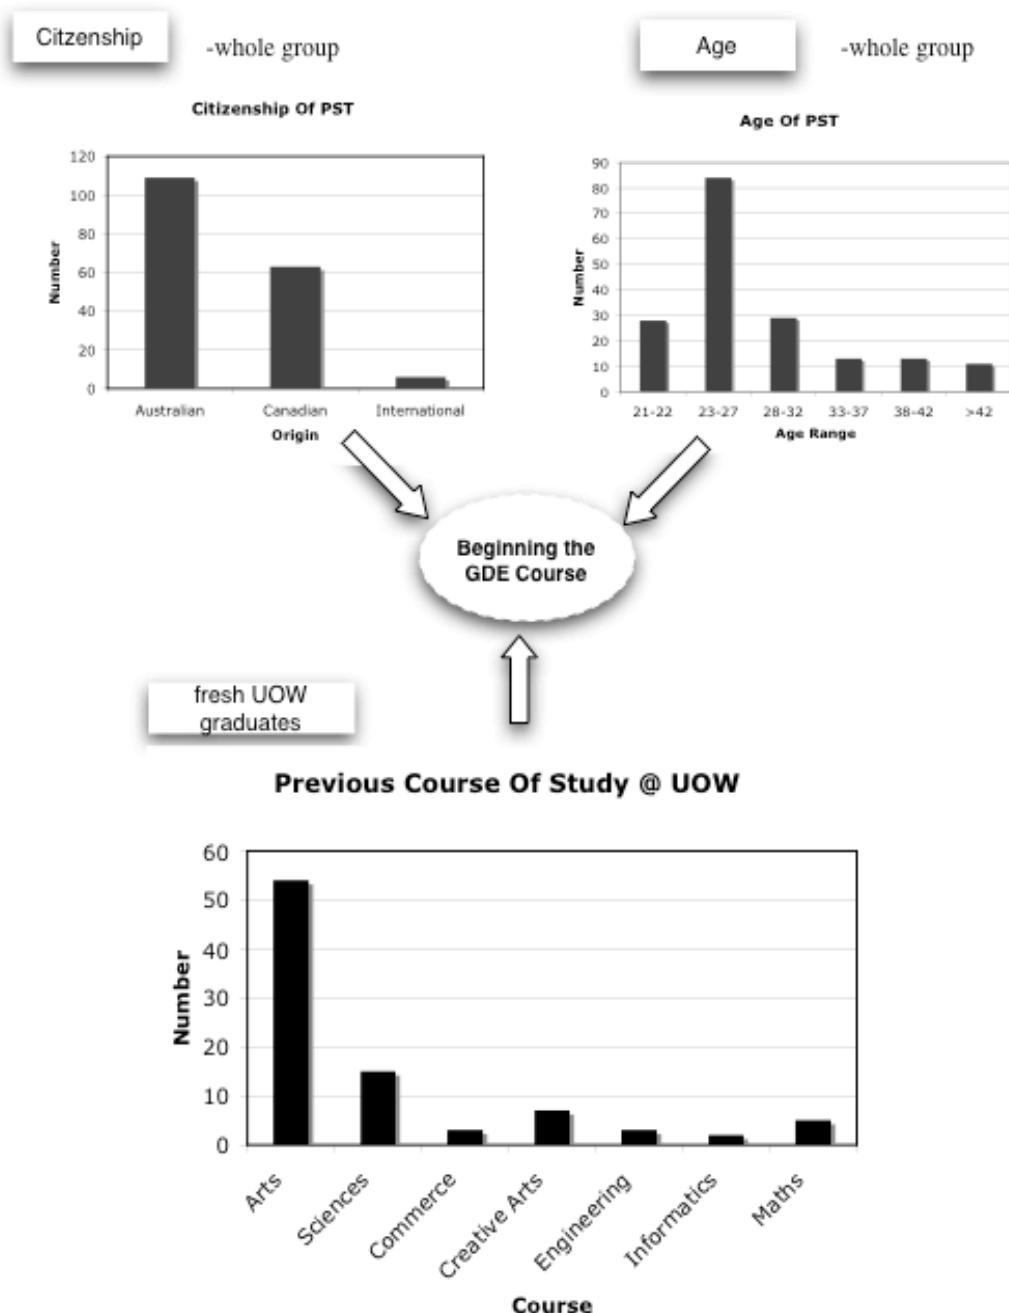 Citzenship
-whole group
Citizenship Of PST
120
100
80
60
40
20
0
Number
Australian Canadian International
Origin
Age
-whole group
Age Of PST
90
80
70
60
50
40
30
20
10
0
Number
21-22 23-27 28-32 33-37 38-42 >42
Age Range
Beginning the
GDE Course
fresh UOW
graduates
Previous Course Of Study @ UOW
60
50
40
30
20
10
0
Number
Arts
Sciences
Commerce
Creative Arts
Engineering
Informatics
Maths
Course